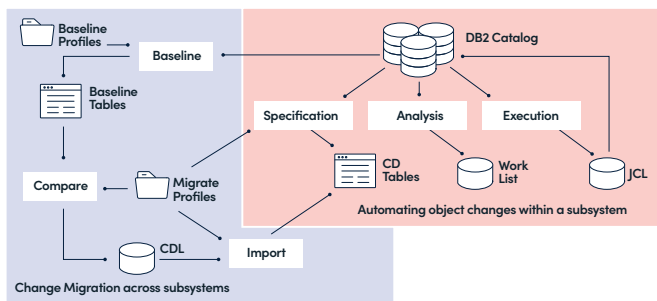 Baseline
Profiles
Baseline
DB2 Catalog
Baseline
Tables
Specification
Analysis
Execution
CD
Tables
Work
List
JCL
Compare
Migrate
Profiles
Automating object changes within a subsystem
CDL
Import
Change Migration across subsystems